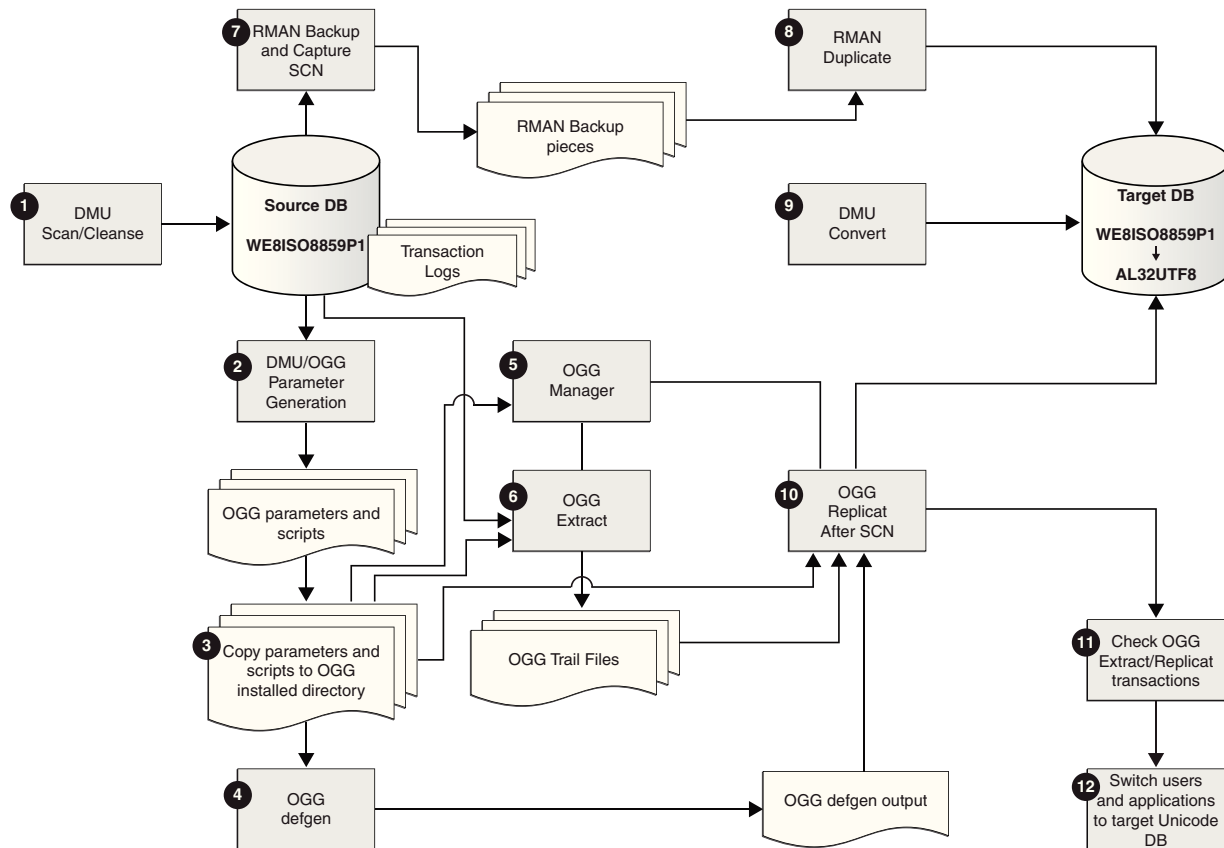 7
RMAN Backup
and Capture
SCN
8
RMAN
Duplicate
RMAN Backup
pieces
1
DMU
Scan/Cleanse
Source DB
WE8ISO8859P1
Transaction
Logs
9
DMU
Convert
Target DB
WE8ISO8859P1
AL32UTF8
2
DMU/OGG
Parameter
Generation
5
OGG
Manager
OGG parameters and
scripts
6
OGG
Extract
10
OGG
Replicat
After SCN
3
Copy parameters and
scripts to OGG
installed directory
OGG Trail Files
11
Check OGG
Extract/Replicat
transactions
4
OGG
defgen
OGG defgen output
12
Switch users
and applications
to target Unicode
DB